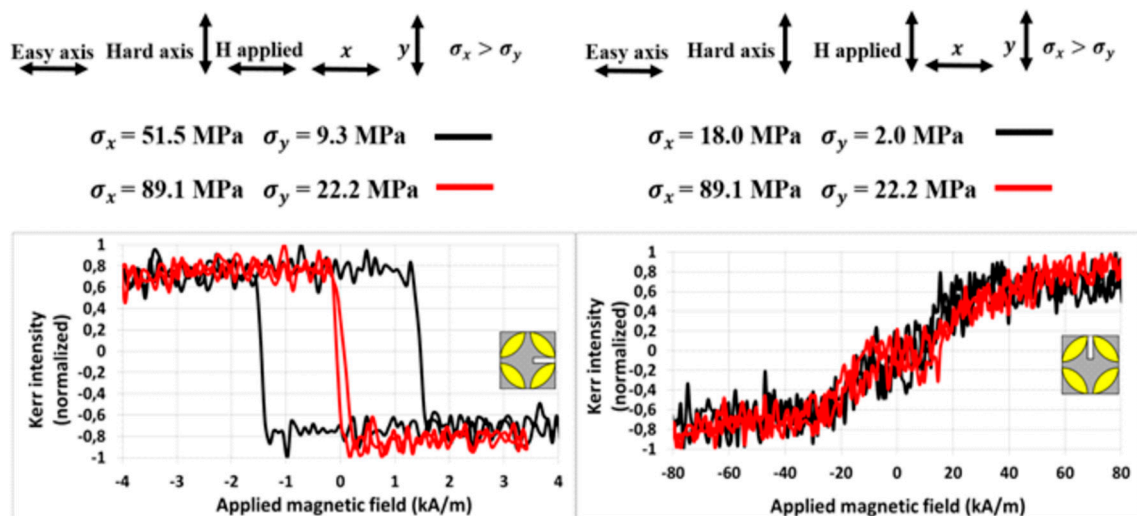 Easy axis Hard axis H applied x y σx > σy
σx = 51.5 MPa σy = 9.3 MPa
σx = 89.1 MPa σy = 22.2 MPa
Kerr intensity
(normalized)
1
0,8
0,6
0,4
0,2
0
-0,2
-0,4
-0,6
-0,8
-1
-4 -3 -2 -1 0 1 2 3 4
Applied magnetic field (kA/m)
Easy axis Hard axis H applied x y σx > σy
σx = 18.0 MPa σy = 2.0 MPa
σx = 89.1 MPa σy = 22.2 MPa
Kerr intensity
(normalized)
1
0,8
0,6
0,4
0,2
0
-0,2
-0,4
-0,6
-0,8
-1
-80 -60 -40 -20 0 20 40 60 80
Applied magnetic field (kA/m)